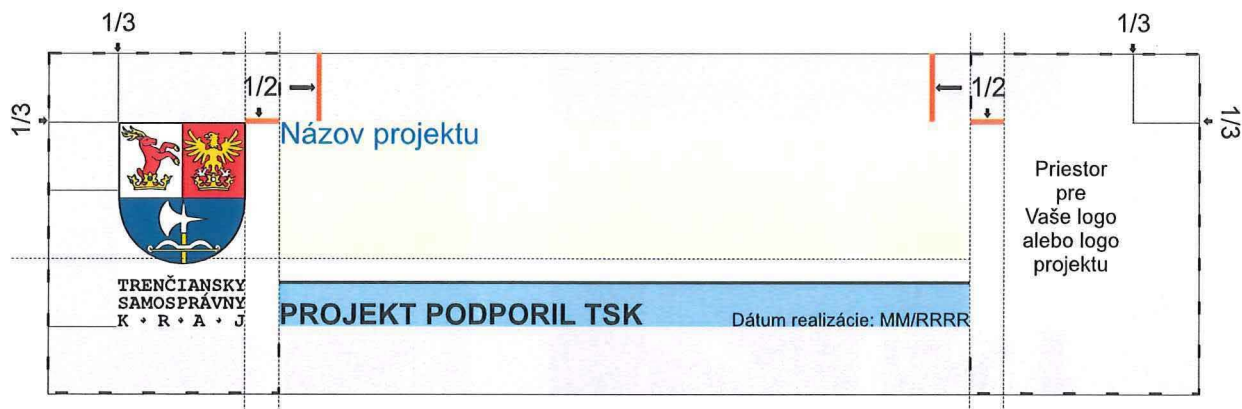 1/3
1/3
1/2
1/2
1/3
1/3
Názov projektu
Priestor
pre
Vaše logo
alebo logo
projektu
TRENČIANSKY
SAMOSPRÁVNY
K • R • A • J
PROJEKT PODPORIL TSK
Dátum realizácie: MM/RRRR